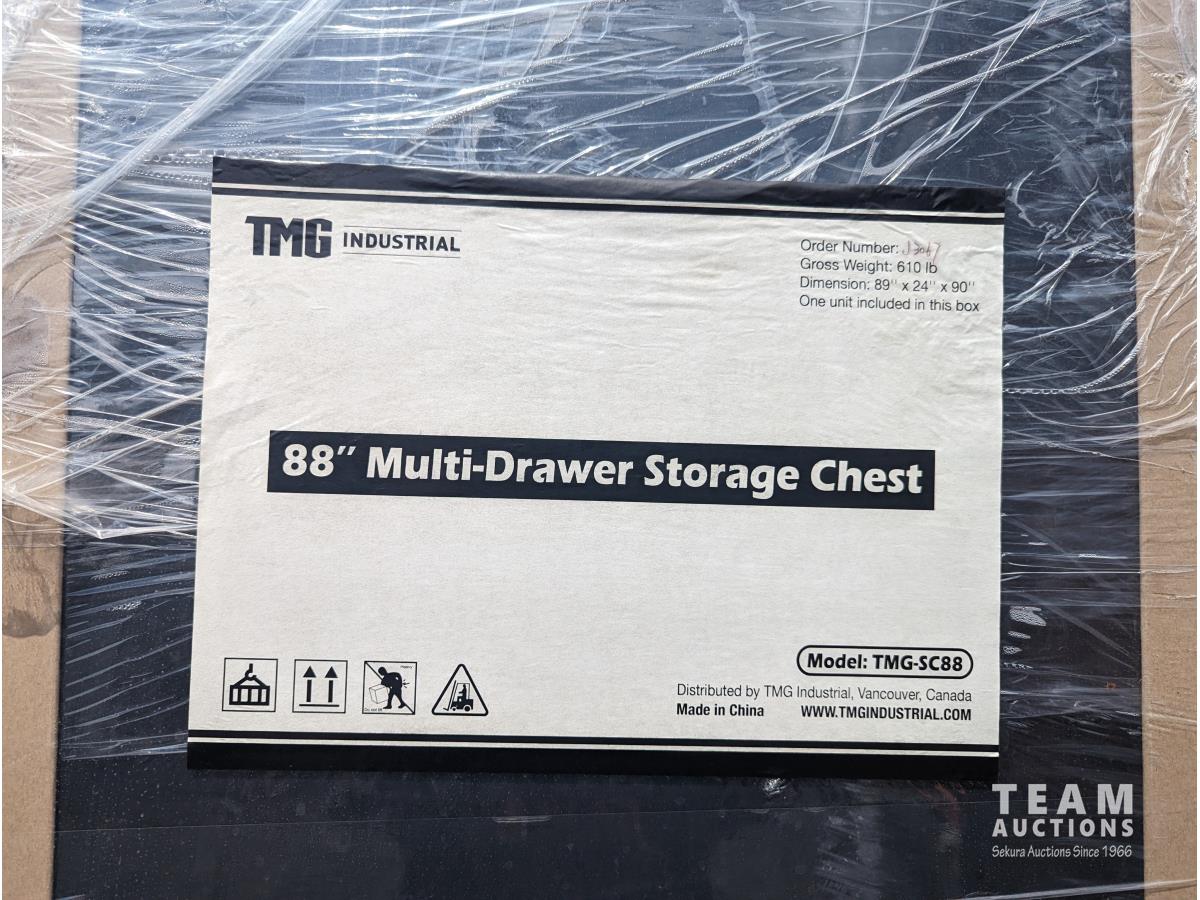 TMG INDUSTRIAL
Order Number:
Gross Weight: 610 lb
Dimension: 89" x 24" x 90"
One unit included in this box
88" Multi-Drawer Storage Chest
Model: TMG-SC88
Distributed by TMG Industrial, Vancouver, Canada
Made in China WWW.TMGINDUSTRIAL.COM
TEAM
AUCTIONS
Sekura Auctions Since 1966